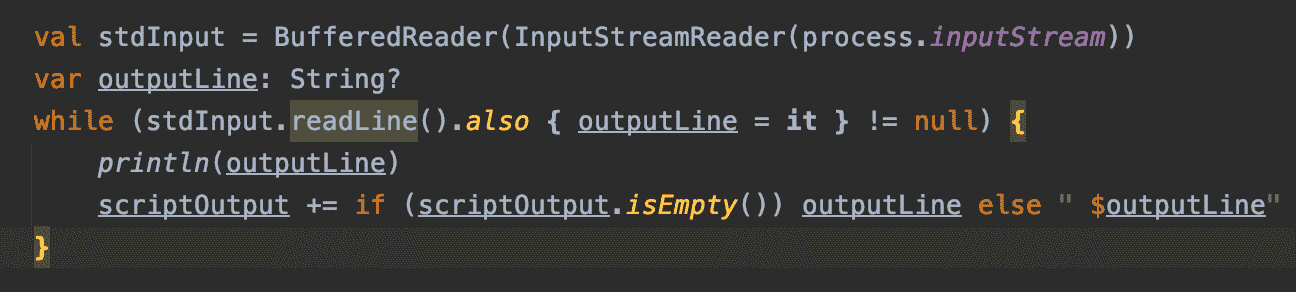 val stdInput = BufferedReader(InputStreamReader(process.inputStream))
var outputLine: String?
while (stdInput.readLine().also { outputLine = it } != null) {
    println(outputLine)
    scriptOutput += if (scriptOutput.isEmpty()) outputLine else " $outputLine"
}